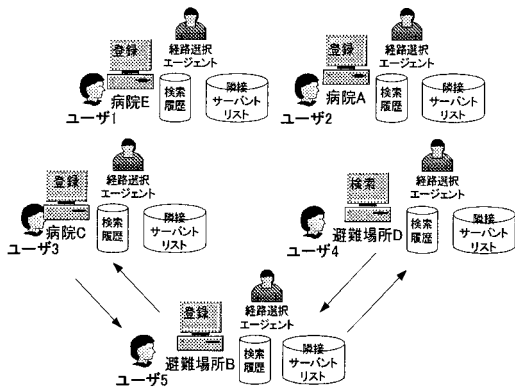 登録
経路選択
エージェント
検索
履歴
隣接
サーバント
リスト
病院E
ユーザ1
登録
経路選択
エージェント
検索
履歴
隣接
サーバント
リスト
病院A
ユーザ2
登録
経路選択
エージェント
検索
履歴
隣接
サーバント
リスト
病院C
ユーザ3
検索
経路選択
エージェント
検索
履歴
隣接
サーバント
リスト
避難場所D
ユーザ4
登録
経路選択
エージェント
検索
履歴
隣接
サーバント
リスト
避難場所B
ユーザ5